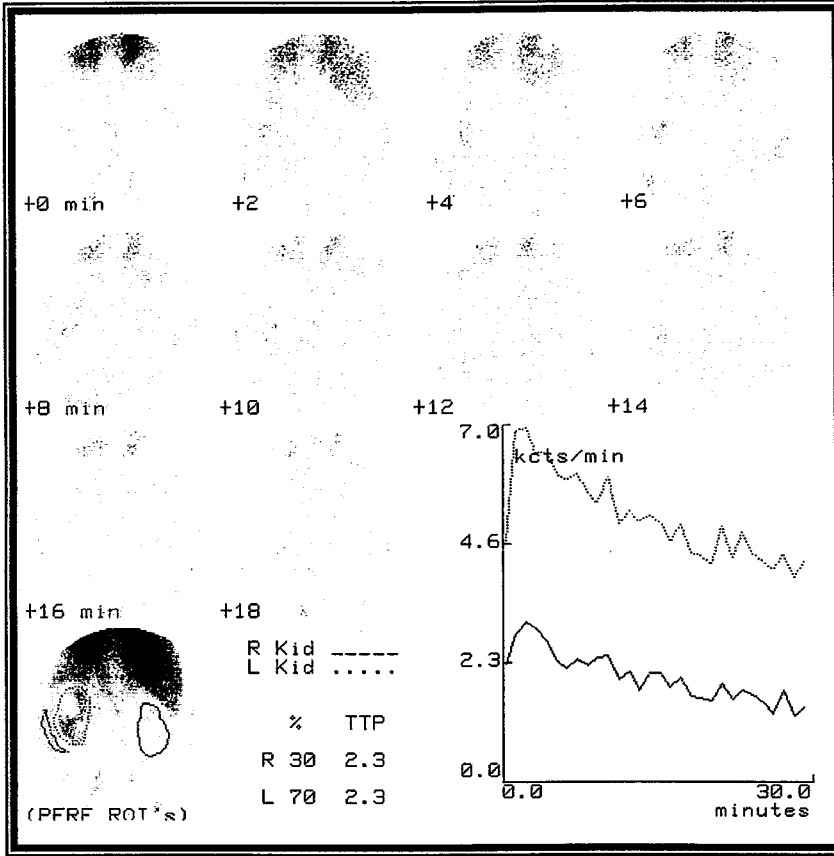 +0 min
+2
+4
+6
+8 min
+10
+12
+14
+16 min
+18
7.0
kcts/min
4.6
2.3
0.0
0.0
30.0
minutes
R Kid -----
L Kid .....
% TTP
R 30 2.3
L 70 2.3